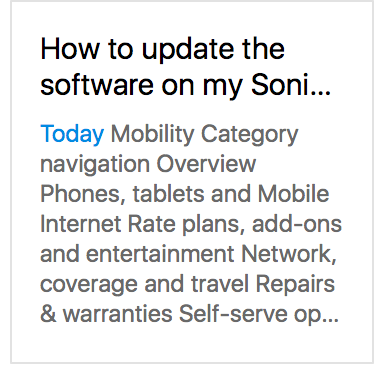 How to update the
software on my Soni...
Today Mobility Category
navigation Overview
Phones, tablets and Mobile
Internet Rate plans, add-ons
and entertainment Network,
coverage and travel Repairs
& warranties Self-serve op...